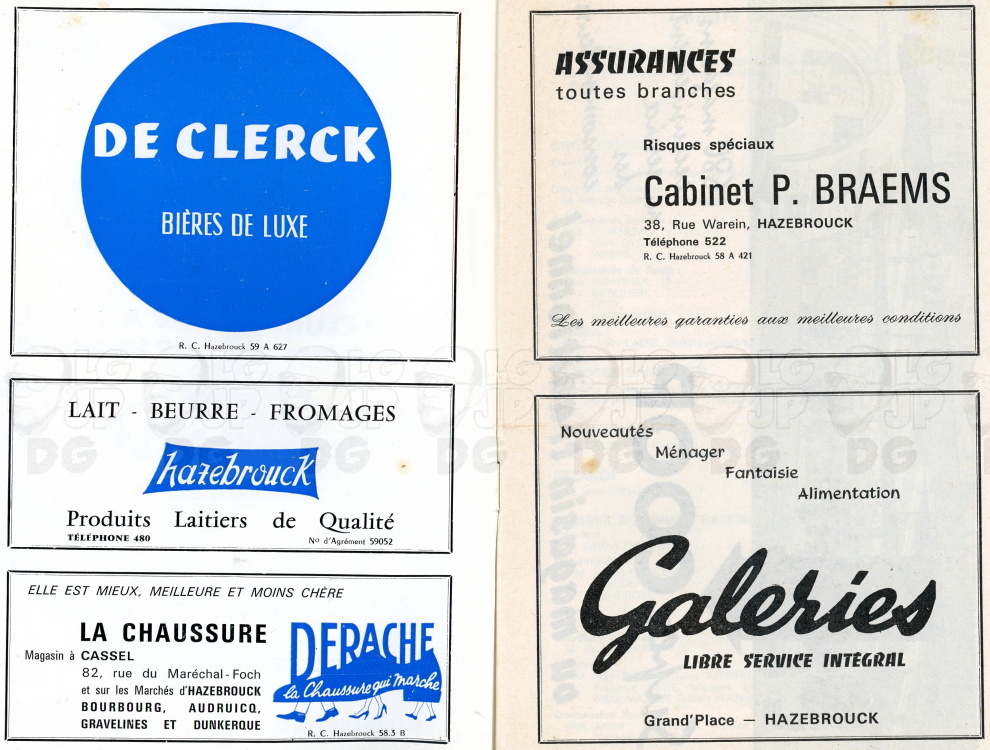 DE CLERCK
BIÈRES DE LUXE
R. C. Hazebrouck 59 A 627
LAIT - BEURRE - FROMAGES
hazebrouck
Produits Laitiers de Qualité
TÉLÉPHONE 480
No d'Agrément 59052
ELLE EST MIEUX, MEILLEURE ET MOINS CHÈRE
LA CHAUSSURE
Magasin à CASSEL
82, rue du Maréchal-Foch
et sur les Marchés d'HAZEBROUCK
BOURBOURG, AUDRUICQ,
GRAVELINES ET DUNKERQUE
DERACHE
la Chaussure qui marche
R. C. Hazebrouck 58.3 B
ASSURANCES
toutes branches
Risques spéciaux
Cabinet P. BRAEMS
38, Rue Warein, HAZEBROUCK
Téléphone 522
R. C. Hazebrouck 58 A 421
Les meilleures garanties aux meilleures conditions
Nouveautés
Ménager
Fantaisie
Alimentation
Galeries
LIBRE SERVICE INTÉGRAL
Grand'Place — HAZEBROUCK
LG
JP
DG